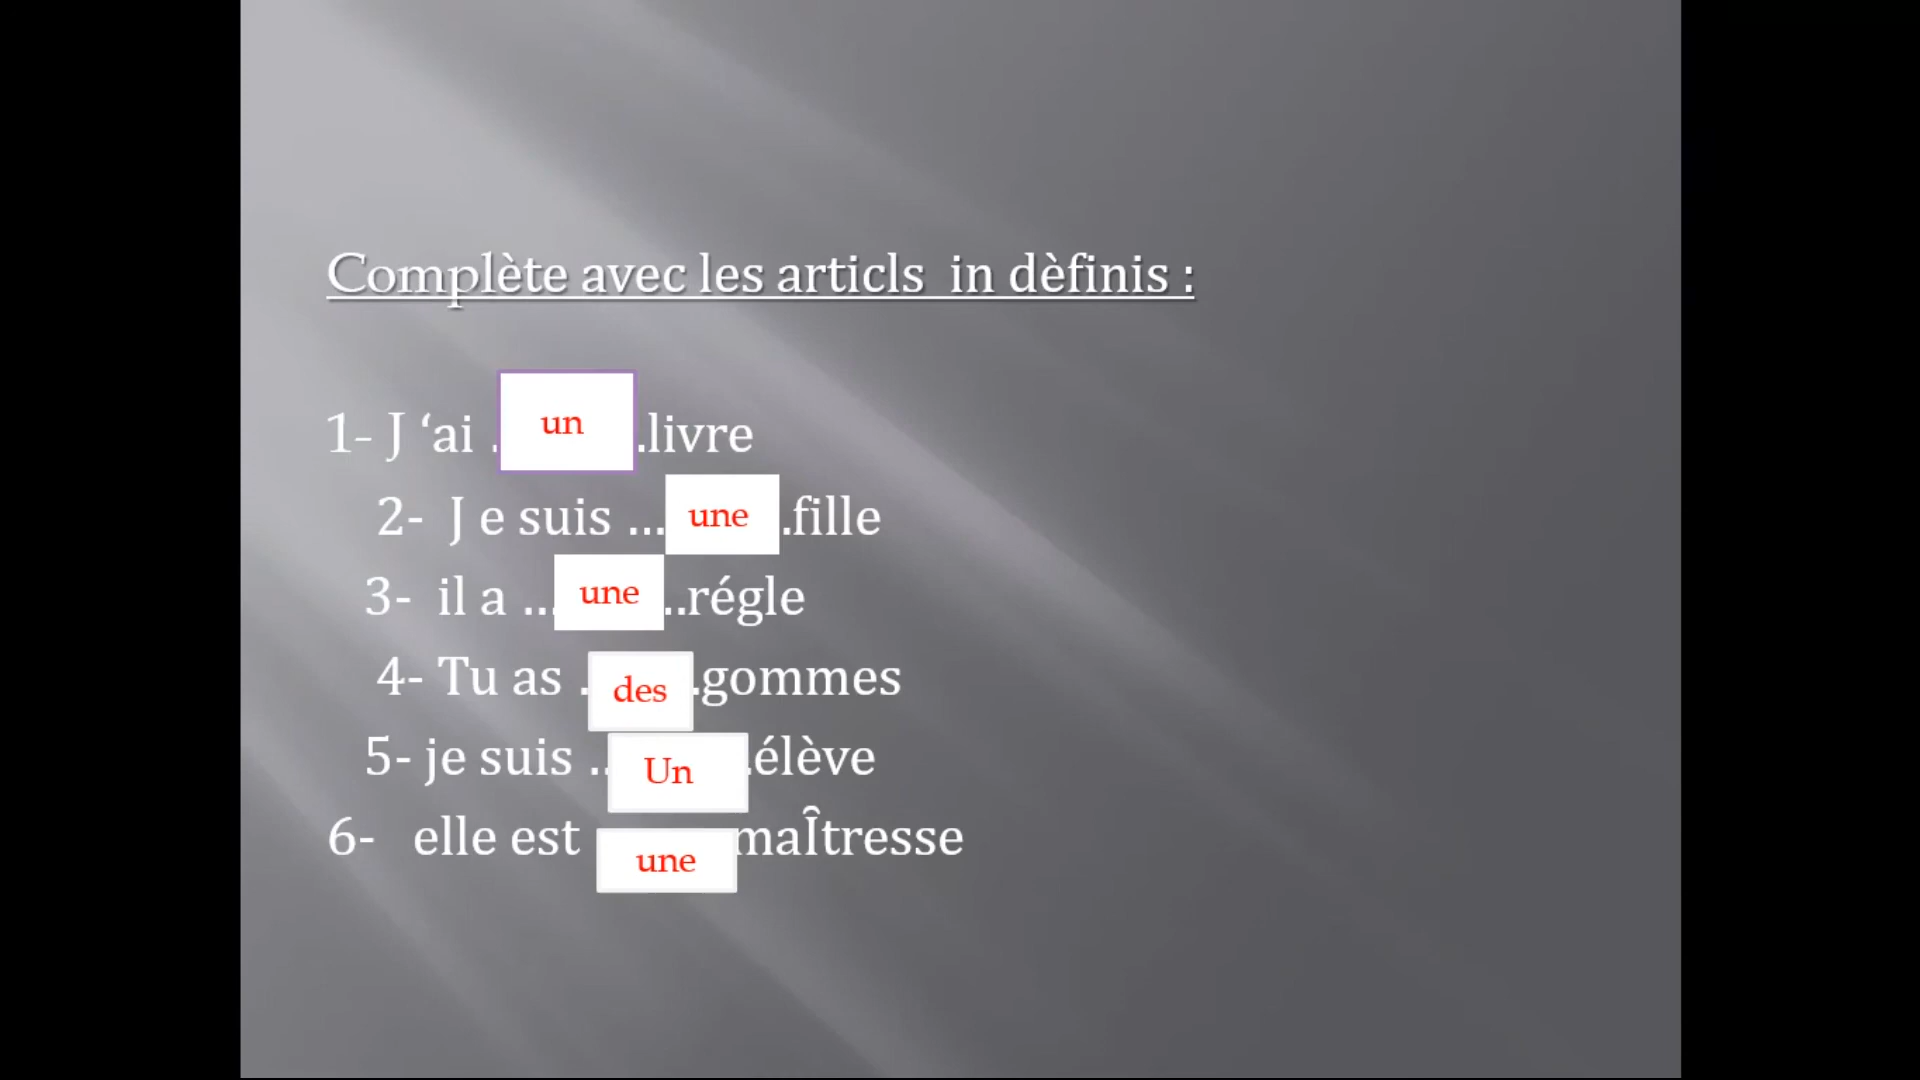 Complète avec les articls in dèfinis :
1- J ‘ai .un.livre
2- J e suis ...une.fille
3- il a ...une..régle
4- Tu as .des.gommes
5- je suis ..Un.élève
6- elle est une maÎtresse